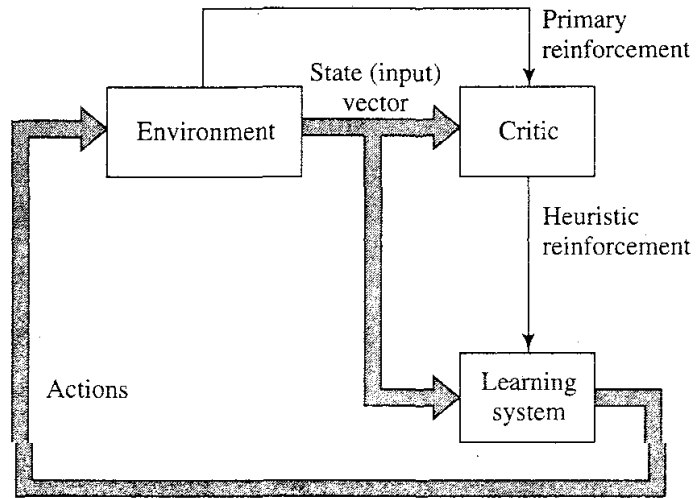 Primary
reinforcement
State (input)
vector
Environment
Critic
Heuristic
reinforcement
Actions
Learning
system